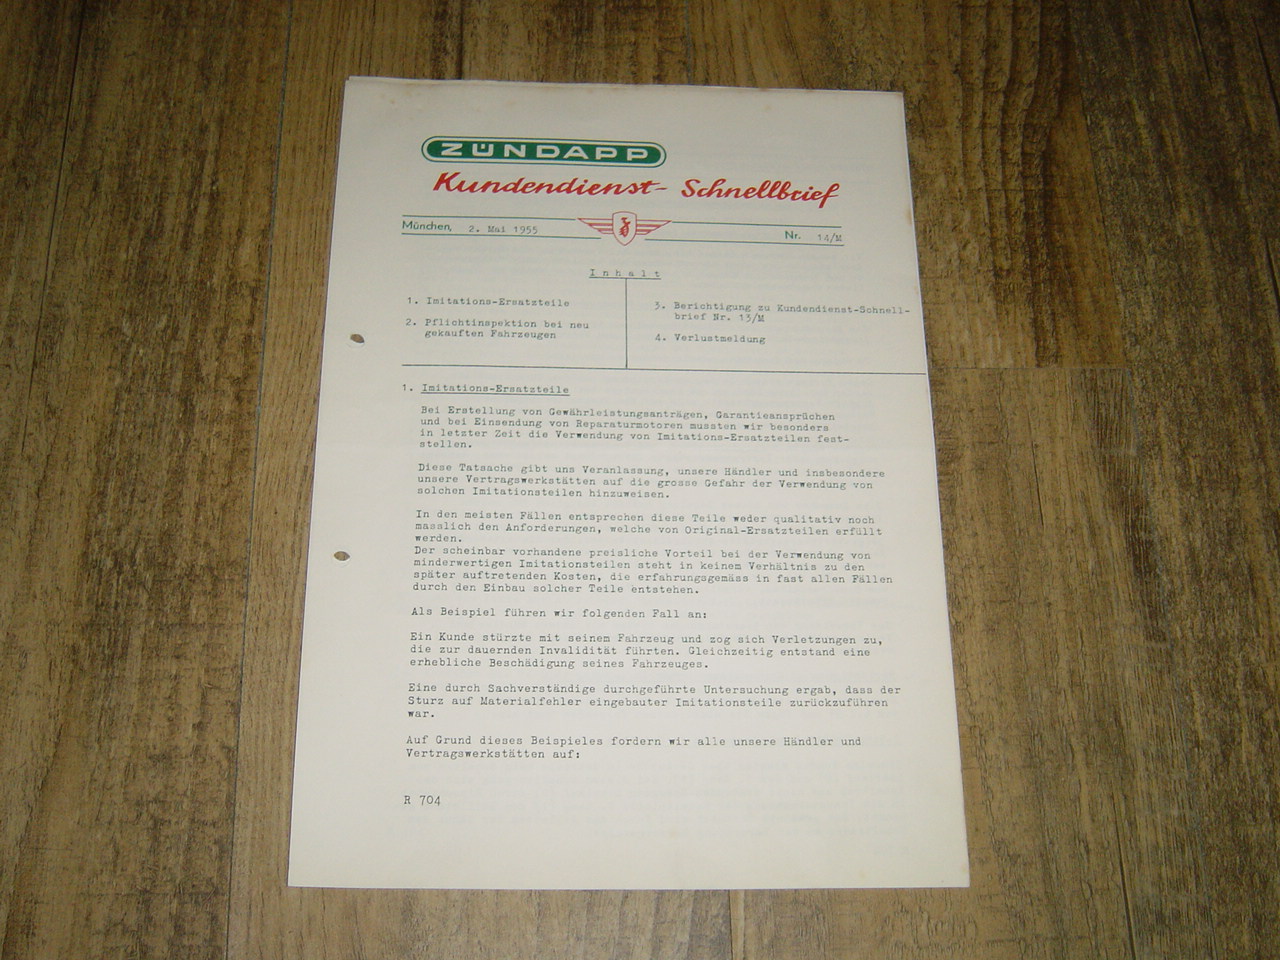 ZÜNDAPP
Kundendienst- Schnellbrief
München, 2. Mai 1955
Nr. 14/M
Inhalt
1. Imitations-Ersatzteile
2. Pflichtinspektion bei neu
gekauften Fahrzeugen
3. Berichtigung zu Kundendienst-Schnell-
brief Nr. 13/M
4. Verlustmeldung
1. Imitations-Ersatzteile
Bei Erstellung von Gewährleistungsanträgen, Garantieansprüchen
und bei Einsendung von Reparaturmotoren mussten wir besonders
in letzter Zeit die Verwendung von Imitations-Ersatzteilen fest-
stellen.
Diese Tatsache gibt uns Veranlassung, unsere Händler und insbesondere
unsere Vertragswerkstätten auf die grosse Gefahr der Verwendung von
solchen Imitationsteilen hinzuweisen.
In den meisten Fällen entsprechen diese Teile weder qualitativ noch
masslich den Anforderungen, welche von Original-Ersatzteilen erfüllt
werden.
Der scheinbar vorhandene preisliche Vorteil bei der Verwendung von
minderwertigen Imitationsteilen steht in keinem Verhältnis zu den
später auftretenden Kosten, die erfahrungsgemäss in fast allen Fällen
durch den Einbau solcher Teile entstehen.
Als Beispiel führen wir folgenden Fall an:
Ein Kunde stürzte mit seinem Fahrzeug und zog sich Verletzungen zu,
die zur dauernden Invalidität führten. Gleichzeitig entstand eine
erhebliche Beschädigung seines Fahrzeuges.
Eine durch Sachverständige durchgeführte Untersuchung ergab, dass der
Sturz auf Materialfehler eingebauter Imitationsteile zurückzuführen
war.
Auf Grund dieses Beispieles fordern wir alle unsere Händler und
Vertragswerkstätten auf:
R 704